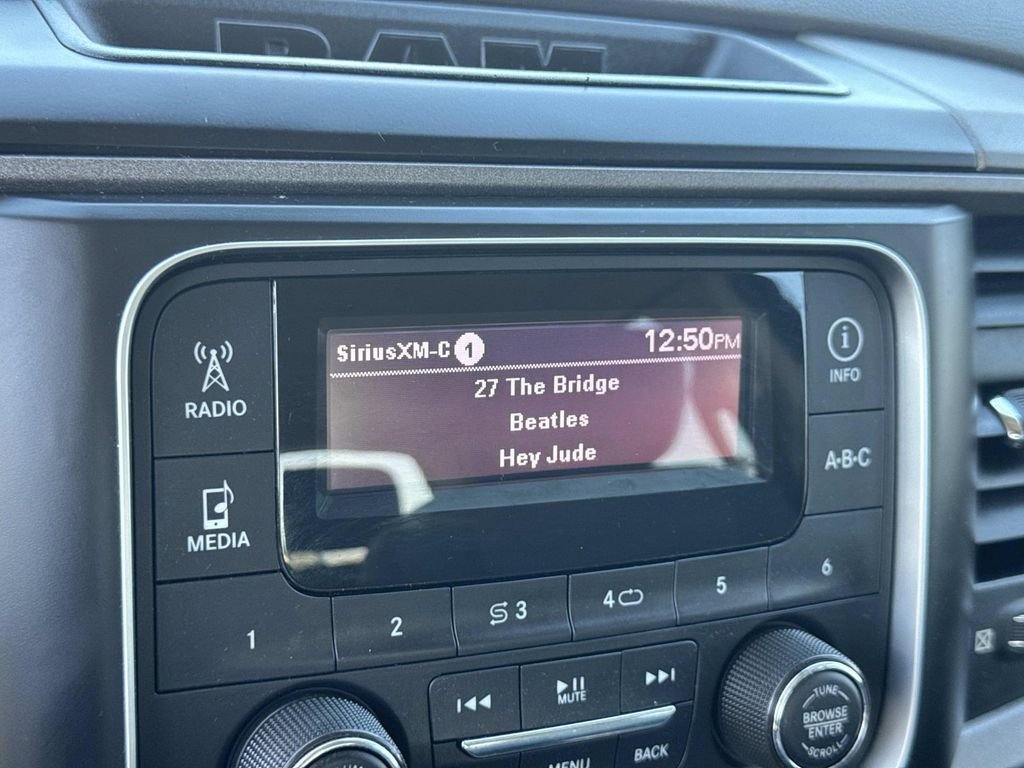 RAM
SiriusXM-C 1 12:50PM
27 The Bridge
Beatles
Hey Jude
RADIO
MEDIA
i
INFO
A•B•C
1 2 3 4 5 6
MUTE
MENU
BACK
TUNE
BROWSE
ENTER
SCROLL